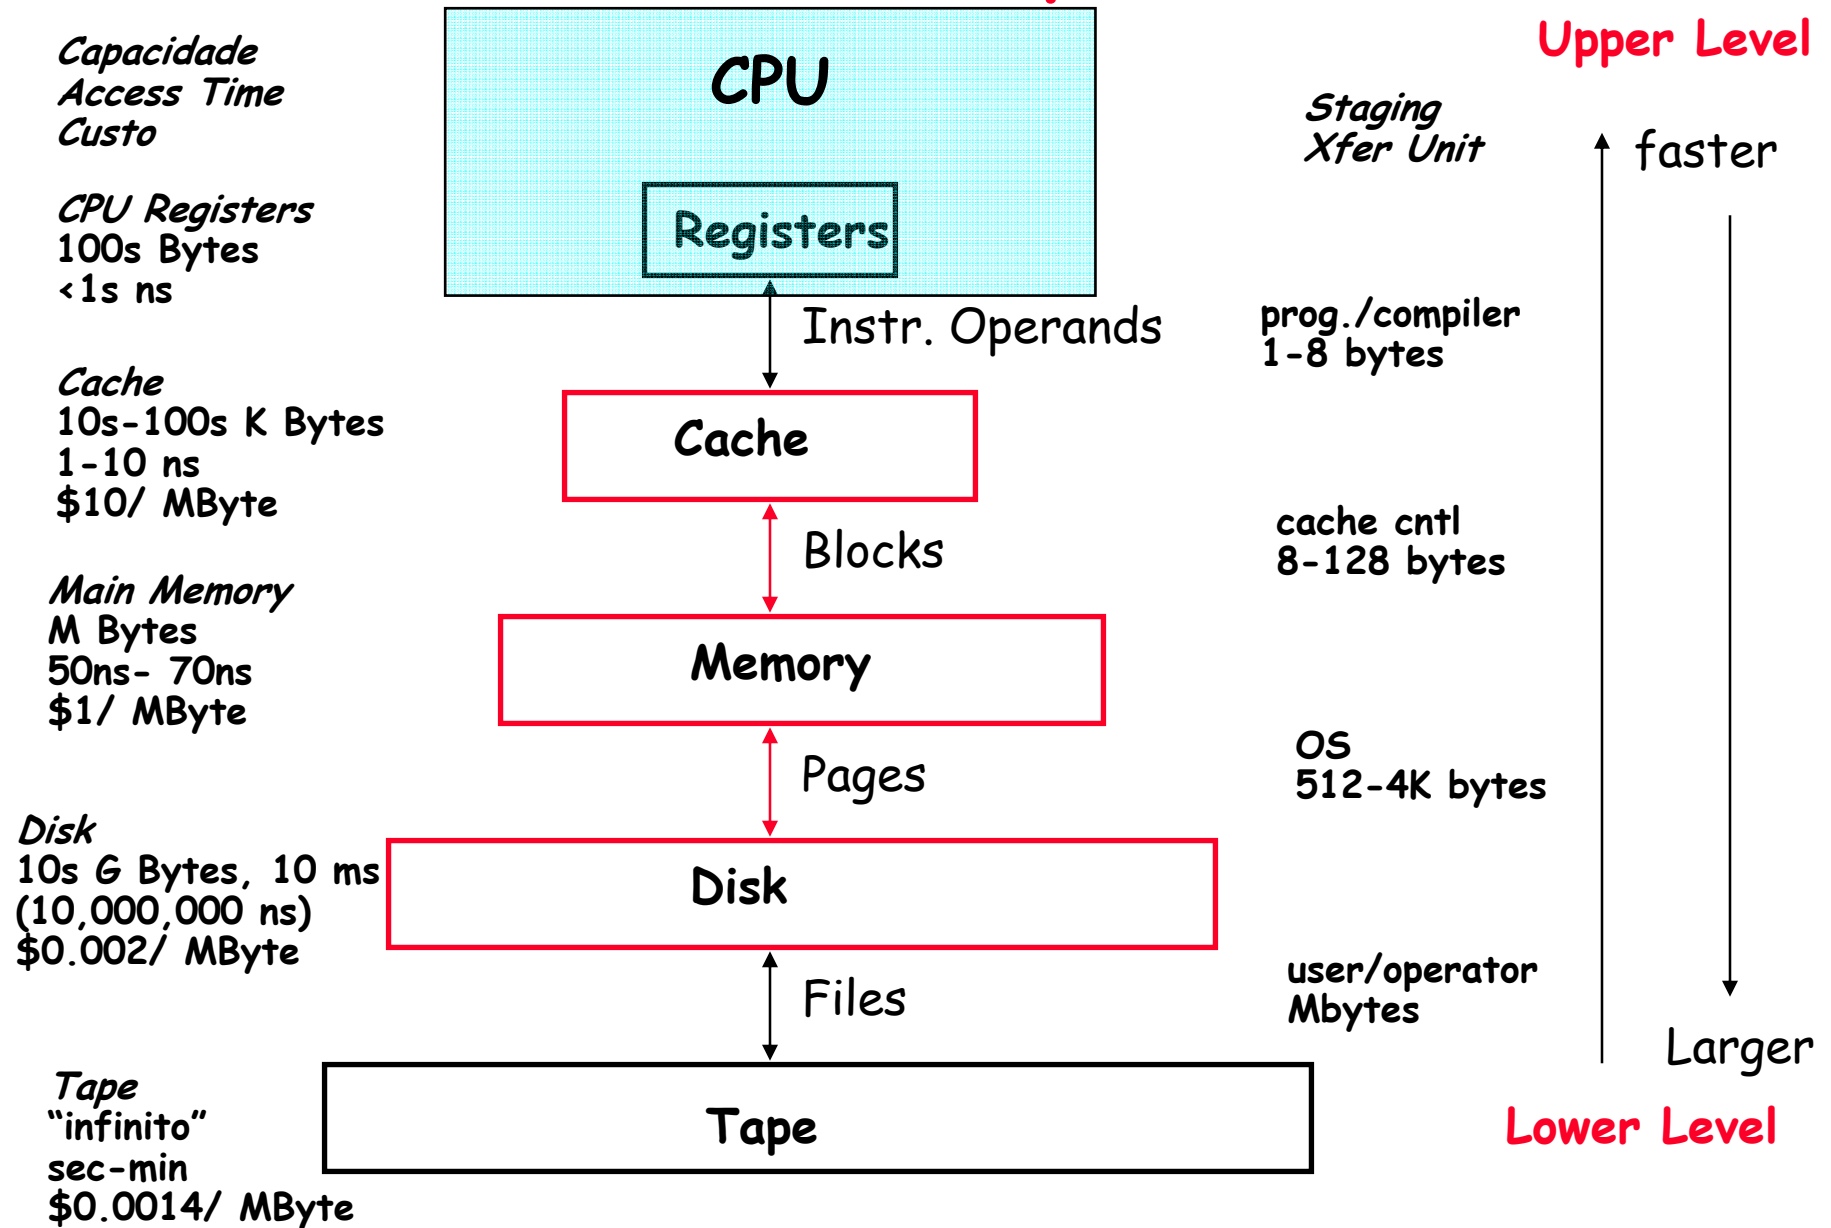 Capacidade
Access Time
Custo
CPU Registers
100s Bytes
<1s ns
Cache
10s-100s K Bytes
1-10 ns
$10/ MByte
Main Memory
M Bytes
50ns- 70ns
$1/ MByte
Disk
10s G Bytes, 10 ms
(10,000,000 ns)
$0.002/ MByte
Tape
“infinito”
sec-min
$0.0014/ MByte
CPU
Registers
Instr. Operands
Cache
Blocks
Memory
Pages
Disk
Files
Tape
Staging
Xfer Unit
prog./compiler
1-8 bytes
cache cntl
8-128 bytes
OS
512-4K bytes
user/operator
Mbytes
Upper Level
faster
Larger
Lower Level